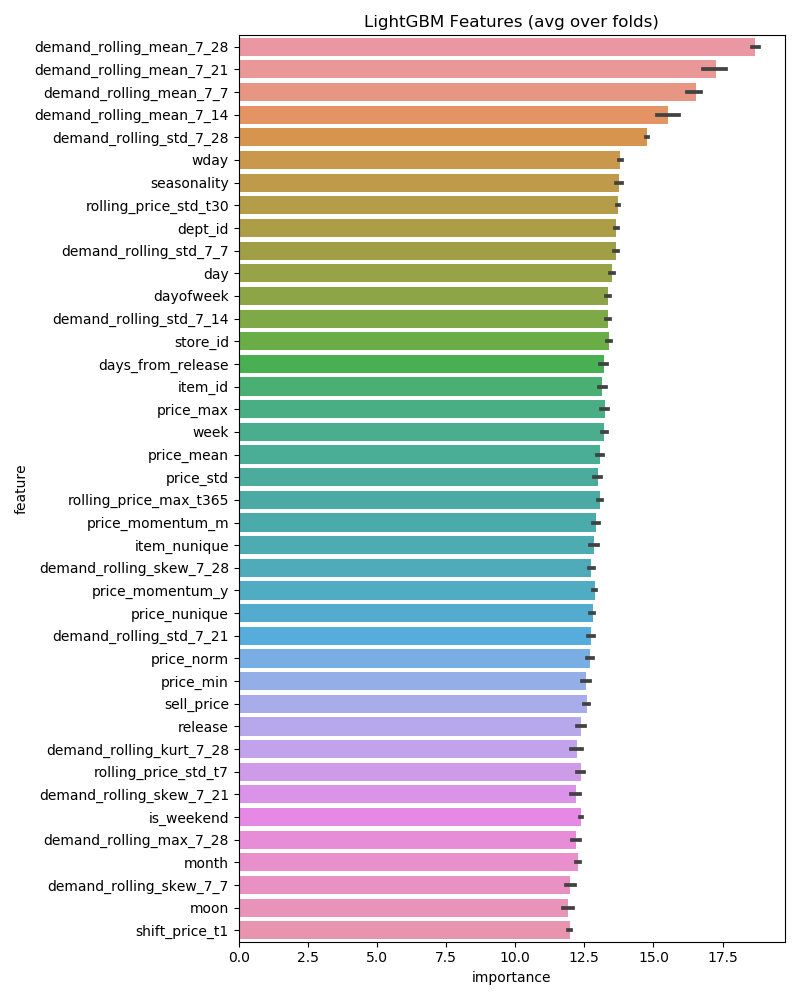 LightGBM Features (avg over folds)
demand_rolling_mean_7_28
demand_rolling_mean_7_21
demand_rolling_mean_7_7
demand_rolling_mean_7_14
demand_rolling_std_7_28
wday
seasonality
rolling_price_std_t30
dept_id
demand_rolling_std_7_7
day
dayofweek
demand_rolling_std_7_14
store_id
days_from_release
item_id
price_max
week
price_mean
price_std
rolling_price_max_t365
price_momentum_m
item_nunique
demand_rolling_skew_7_28
price_momentum_y
price_nunique
demand_rolling_std_7_21
price_norm
price_min
sell_price
release
demand_rolling_kurt_7_28
rolling_price_std_t7
demand_rolling_skew_7_21
is_weekend
demand_rolling_max_7_28
month
demand_rolling_skew_7_7
moon
shift_price_t1
feature
0.0 2.5 5.0 7.5 10.0 12.5 15.0 17.5
importance